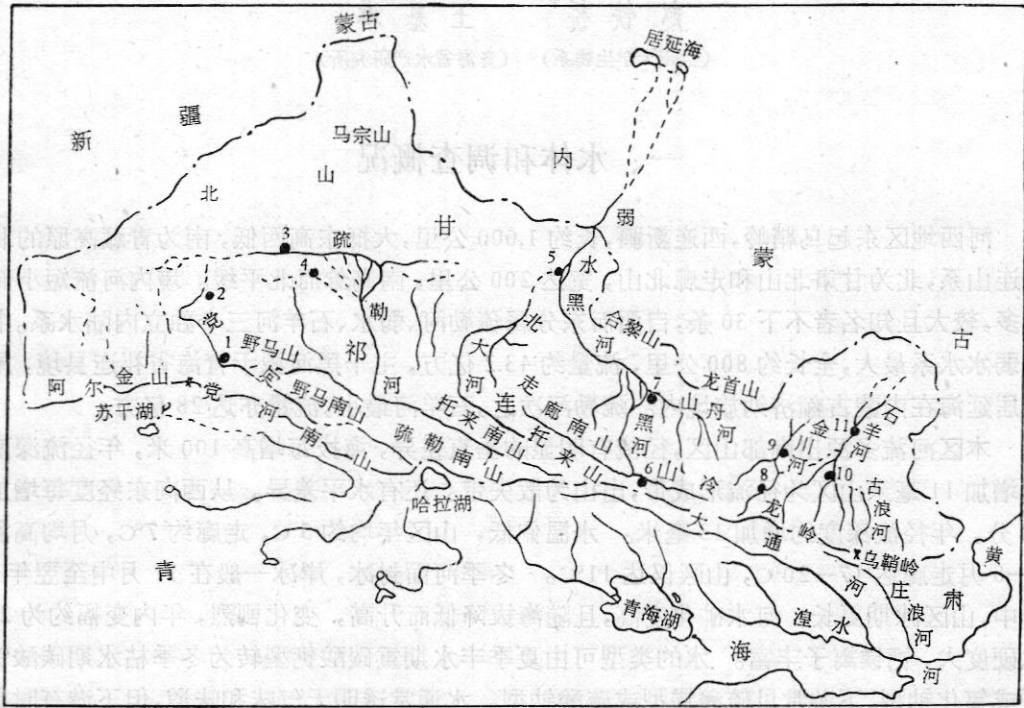 蒙古
居延海
新疆
马宗山
北山
内蒙古
甘肃
弱水
疏勒河
党河
野马山
野马南山
阿尔金山
苏干湖
党河南山
疏勒南山
托来南山
托来山
走廊南山
祁连山
大
北大河
黑河
合黎山
龙首山
山丹河
黑河
金川河
石羊河
古浪河
冷龙岭
乌鞘岭
大通河
庄浪河
黄河
湟水
哈拉湖
青海湖
青海
1
2
3
4
5
6
7
8
10
11